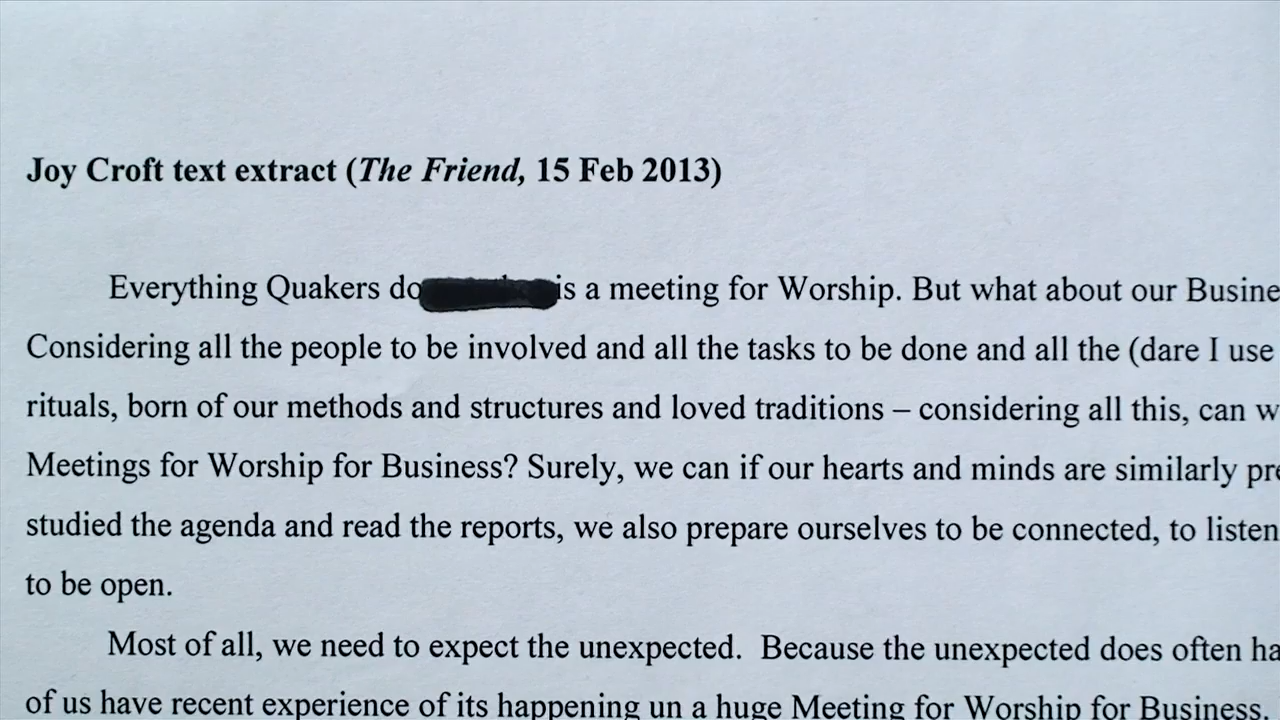 Joy Croft text extract (The Friend, 15 Feb 2013)
Everything Quakers do is a meeting for Worship. But what about our Busine
Considering all the people to be involved and all the tasks to be done and all the (dare I use
rituals, born of our methods and structures and loved traditions – considering all this, can w
Meetings for Worship for Business? Surely, we can if our hearts and minds are similarly pre
studied the agenda and read the reports, we also prepare ourselves to be connected, to listen
to be open.
Most of all, we need to expect the unexpected.  Because the unexpected does often ha
of us have recent experience of its happening un a huge Meeting for Worship for Business.